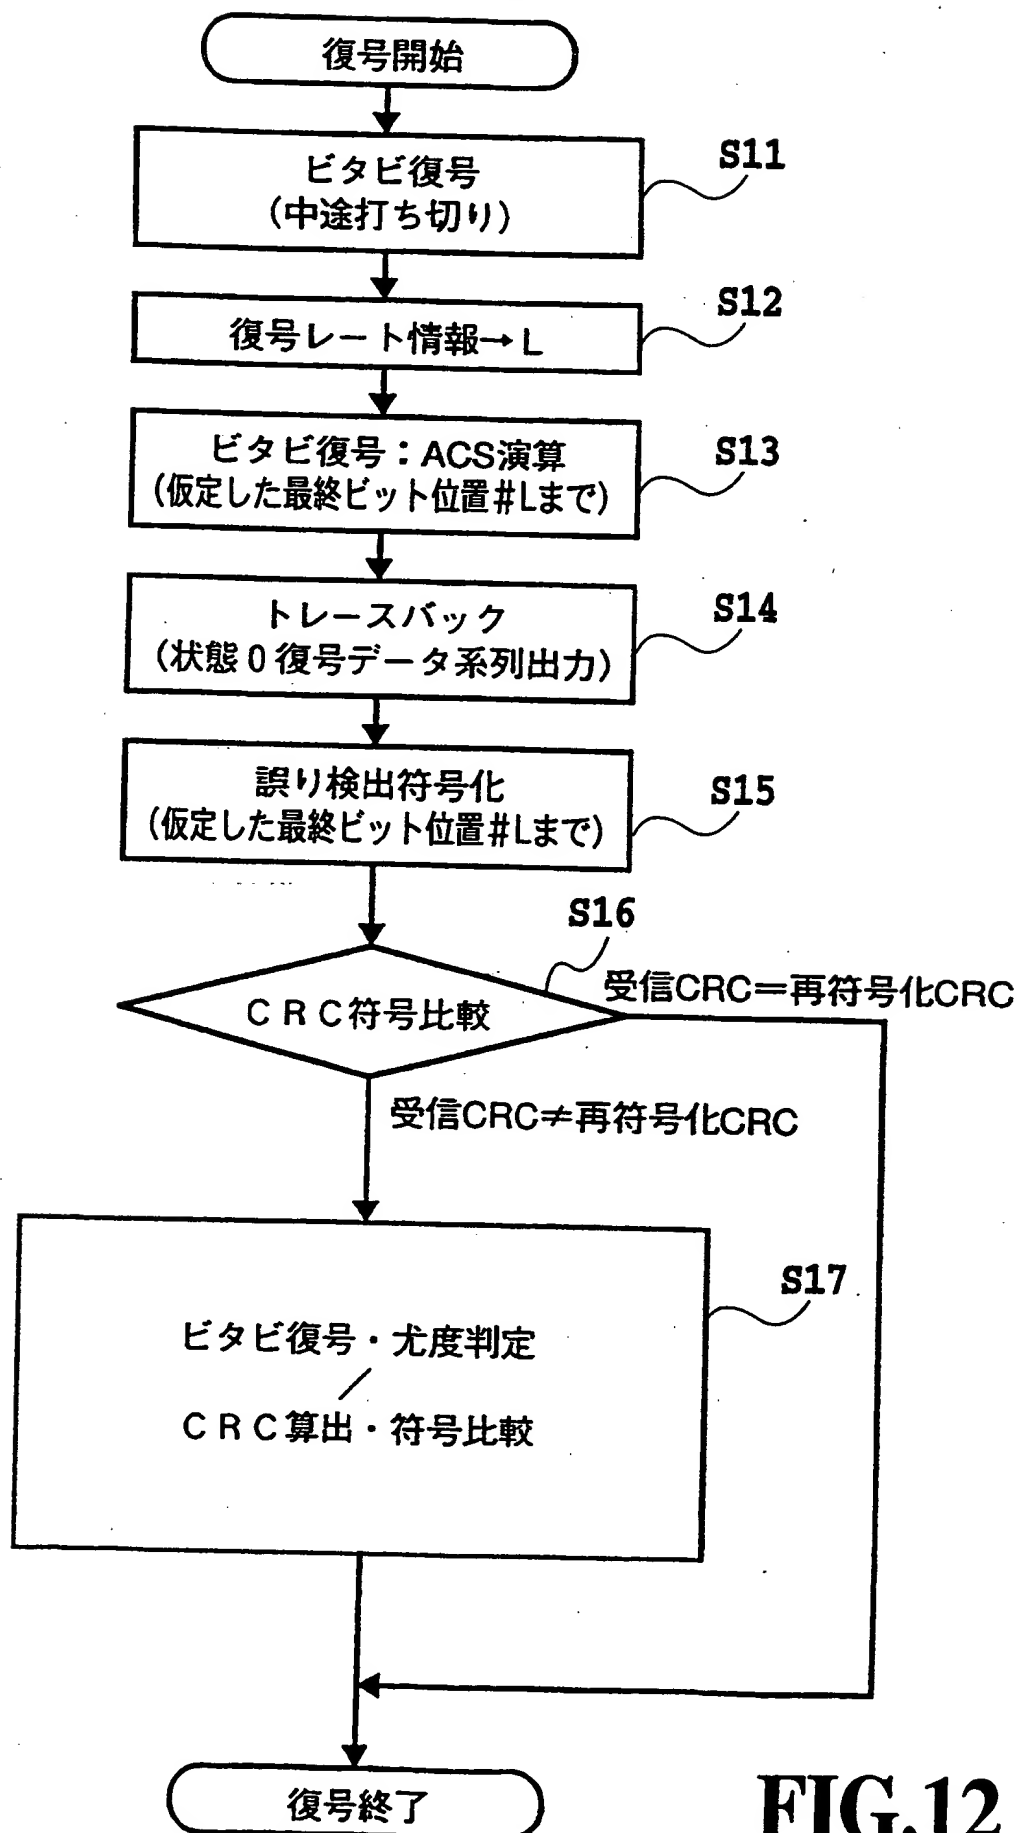 復号開始
ビタビ復号
(中途打ち切り)
S11
復号レート情報→L
S12
ビタビ復号:ACS演算
(仮定した最終ビット位置#Lまで)
S13
トレースバック
(状態0復号データ系列出力)
S14
誤り検出符号化
(仮定した最終ビット位置#Lまで)
S15
S16
CRC符号比較
受信CRC=再符号化CRC
受信CRC≠再符号化CRC
S17
ビタビ復号・尤度判定
/
CRC算出・符号比較
復号終了
FIG.12